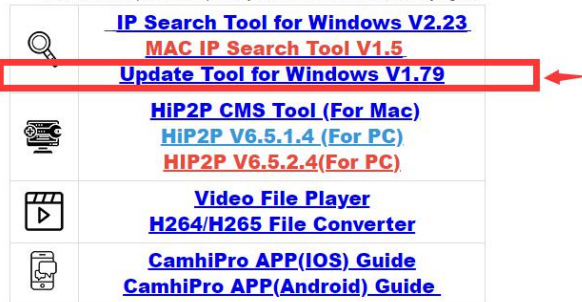 IP Search Tool for Windows V2.23
MAC IP Search Tool V1.5
Update Tool for Windows V1.79
HiP2P CMS Tool (For Mac)
HiP2P V6.5.1.4 (For PC)
HIP2P V6.5.2.4(For PC)
Video File Player
H264/H265 File Converter
CamhiPro APP(IOS) Guide
CamhiPro APP(Android) Guide